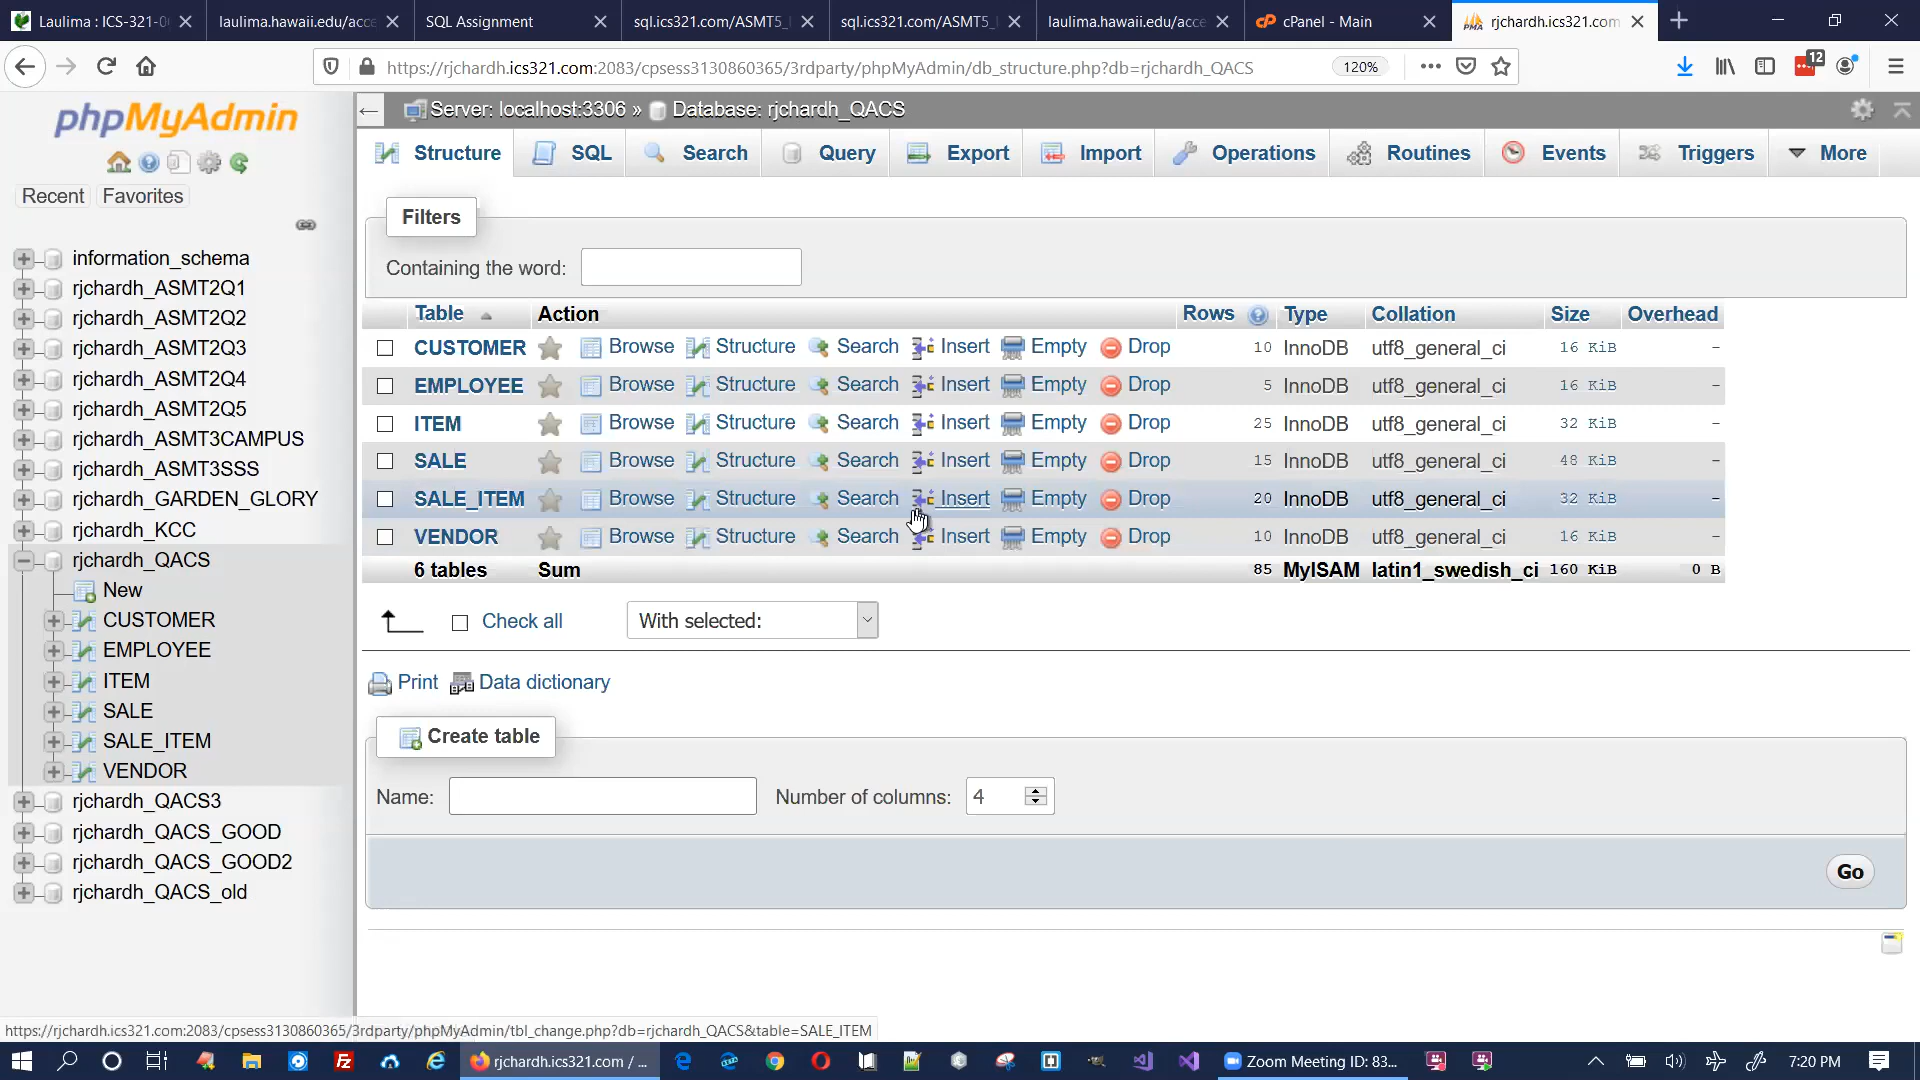 Laulima : ICS-321-0
laulima.hawaii.edu/acce
SQL Assignment
sql.ics321.com/ASMT5_
sql.ics321.com/ASMT5_
laulima.hawaii.edu/acce
cPanel - Main
rjchardh.ics321.com
https://rjchardh.ics321.com:2083/cpsess3130860365/3rdparty/phpMyAdmin/db_structure.php?db=rjchardh_QACS
120%
12
phpMyAdmin
Recent Favorites
information_schema
rjchardh_ASMT2Q1
rjchardh_ASMT2Q2
rjchardh_ASMT2Q3
rjchardh_ASMT2Q4
rjchardh_ASMT2Q5
rjchardh_ASMT3CAMPUS
rjchardh_ASMT3SSS
rjchardh_GARDEN_GLORY
rjchardh_KCC
rjchardh_QACS
New
CUSTOMER
EMPLOYEE
ITEM
SALE
SALE_ITEM
VENDOR
rjchardh_QACS3
rjchardh_QACS_GOOD
rjchardh_QACS_GOOD2
rjchardh_QACS_old
Server: localhost:3306 » Database: rjchardh_QACS
Structure SQL Search Query Export Import Operations Routines Events Triggers More
Filters
Containing the word:
Table Action Rows Type Collation Size Overhead
CUSTOMER Browse Structure Search Insert Empty Drop 10 InnoDB utf8_general_ci 16 KiB -
EMPLOYEE Browse Structure Search Insert Empty Drop 5 InnoDB utf8_general_ci 16 KiB -
ITEM Browse Structure Search Insert Empty Drop 25 InnoDB utf8_general_ci 32 KiB -
SALE Browse Structure Search Insert Empty Drop 15 InnoDB utf8_general_ci 48 KiB -
SALE_ITEM Browse Structure Search Insert Empty Drop 20 InnoDB utf8_general_ci 32 KiB -
VENDOR Browse Structure Search Insert Empty Drop 10 InnoDB utf8_general_ci 16 KiB -
6 tables Sum 85 MyISAM latin1_swedish_ci 160 KiB 0 B
Check all With selected:
Print Data dictionary
Create table
Name: Number of columns: 4
Go
https://rjchardh.ics321.com:2083/cpsess3130860365/3rdparty/phpMyAdmin/tbl_change.php?db=rjchardh_QACS&table=SALE_ITEM
rjchardh.ics321.com / ...
Zoom Meeting ID: 83...
7:20 PM